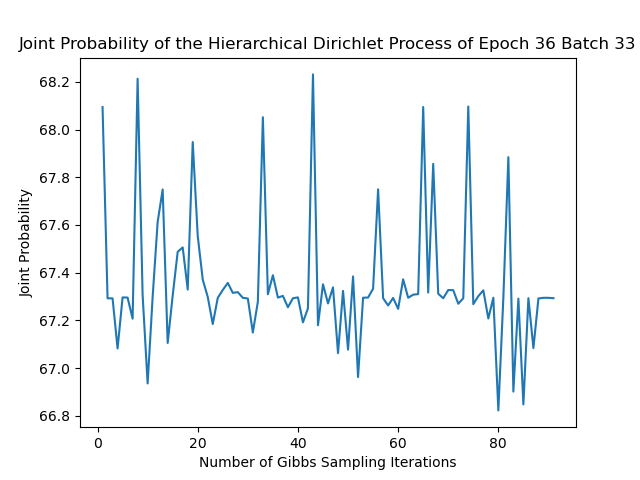 Joint Probability of the Hierarchical Dirichlet Process of Epoch 36 Batch 33
68.2
68.0
67.8
67.6
67.4
67.2
67.0
66.8
Joint Probability
0 20 40 60 80
Number of Gibbs Sampling Iterations